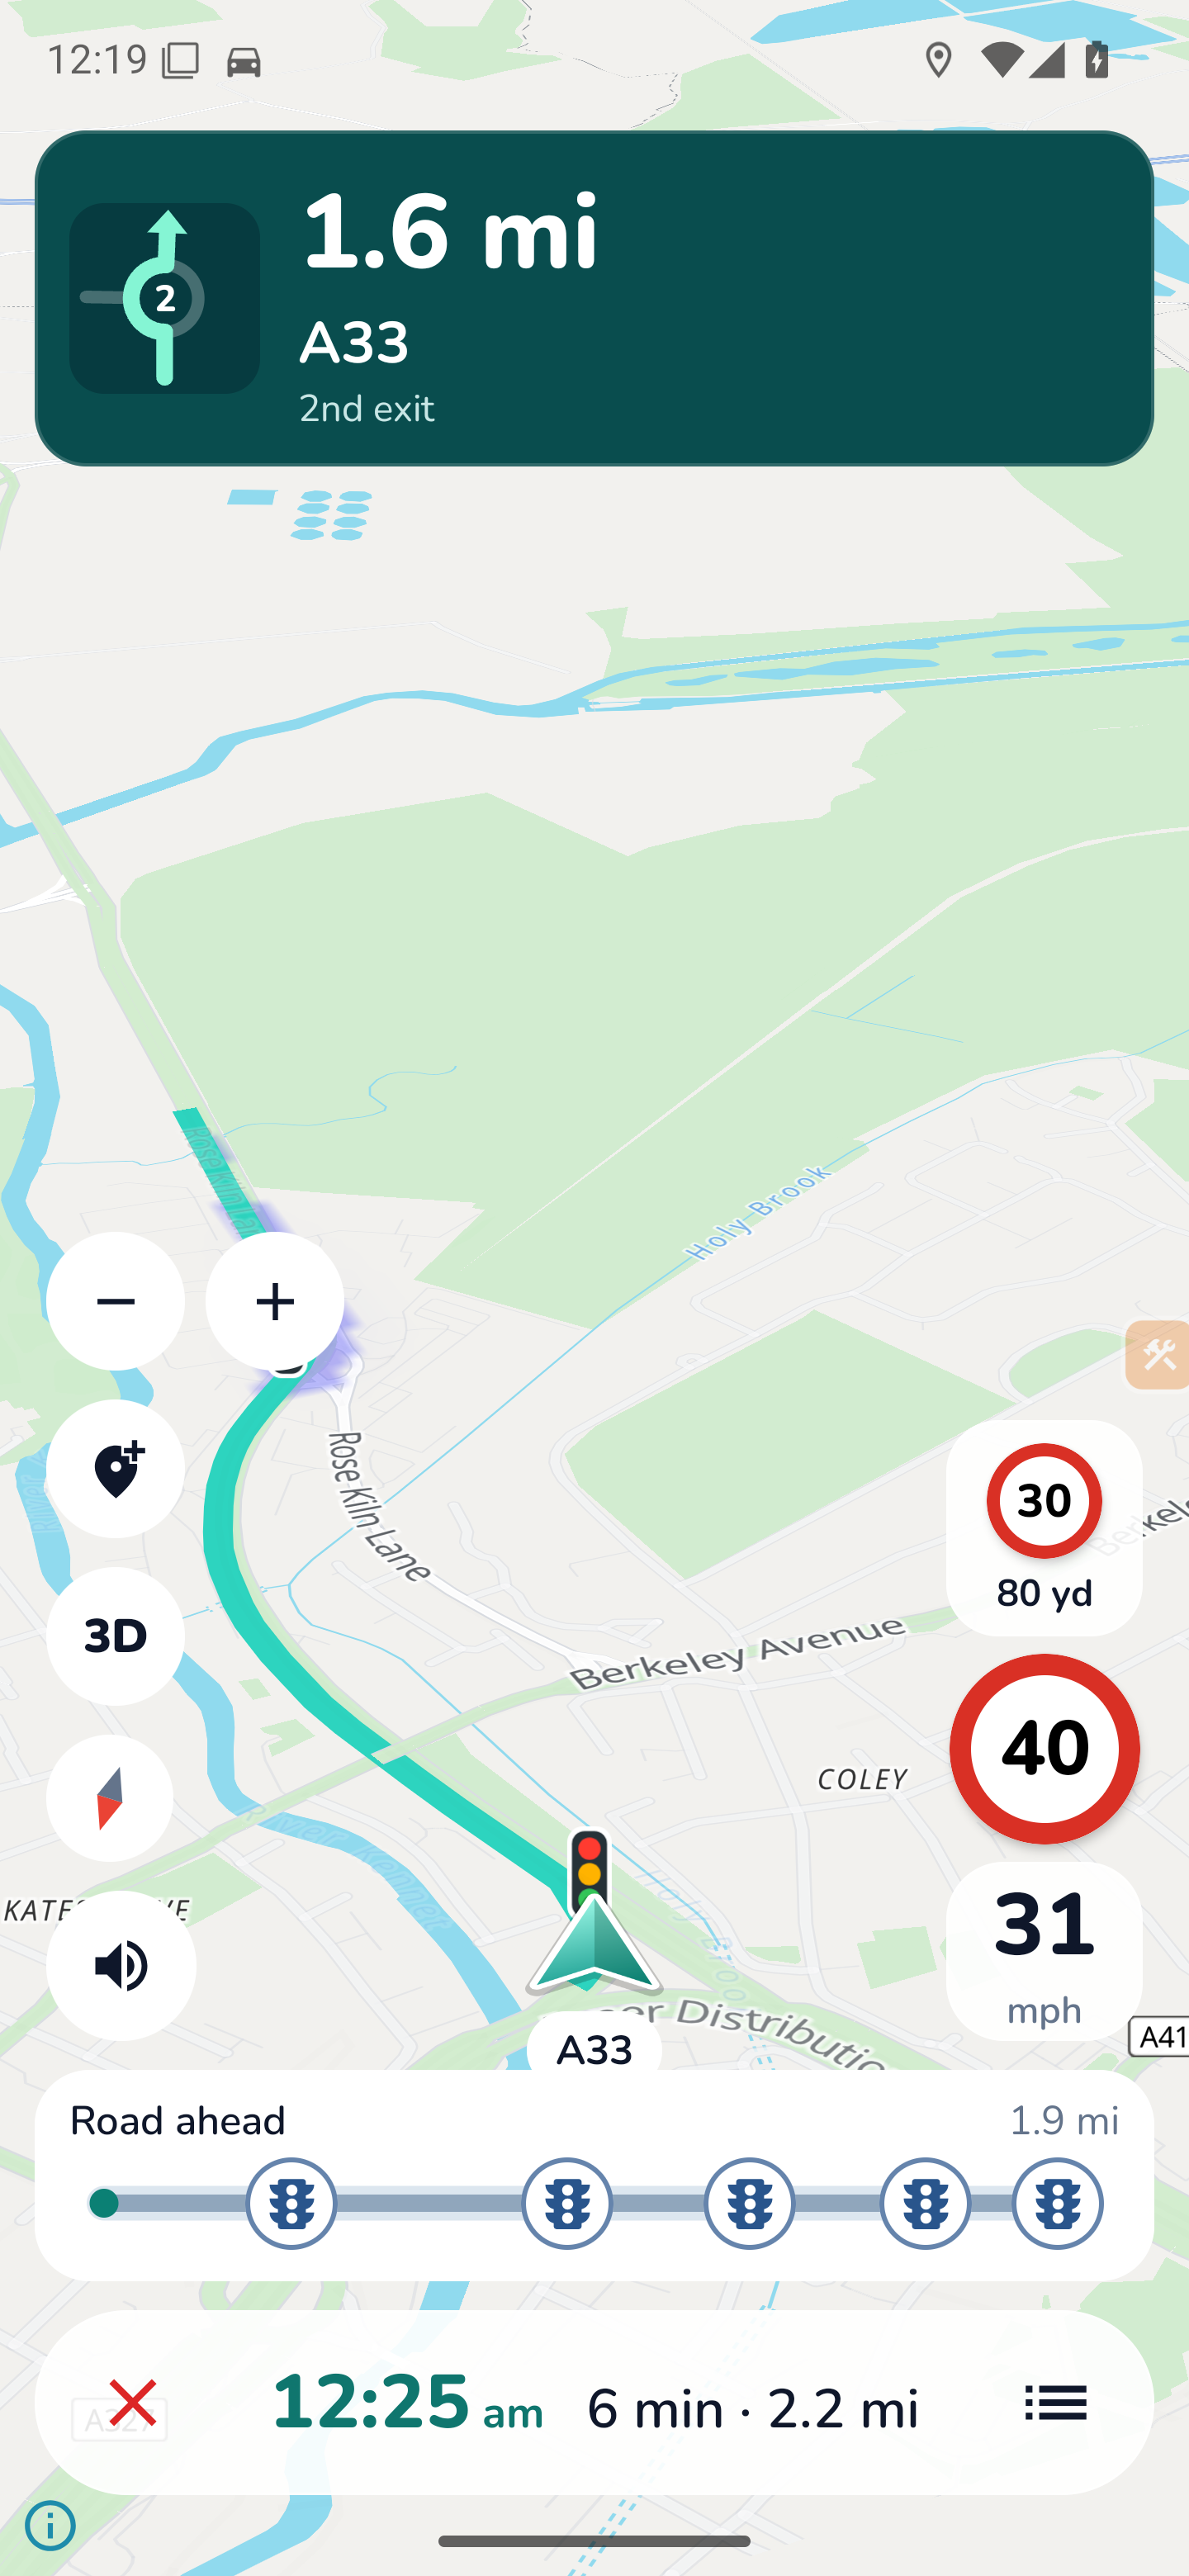 12:19
1.6 mi
2
A33
2nd exit
Holy Brook
Rose Kiln Lane
30
80 yd
3D
Berkeley Avenue
40
COLEY
River Kennet
31
mph
A33
A41
Road ahead
1.9 mi
12:25 am
6 min · 2.2 mi